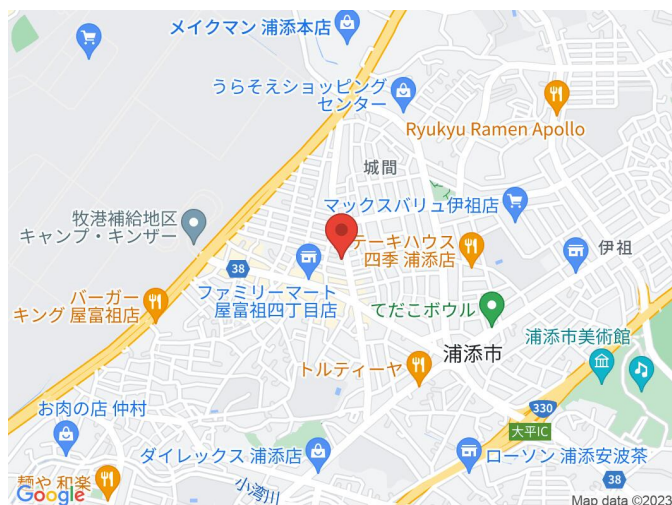 メイクマン 浦添本店
うらそえショッピング
センター
Ryukyu Ramen Apollo
城間
マックスバリュ伊祖店
牧港補給地区
キャンプ・キンザー
テーキハウス
四季 浦添店
伊祖
38
ファミリーマート
屋富祖四丁目店
バーガー
キング 屋富祖店
てだこボウル
浦添市
浦添市美術館
トルティーヤ
330
大平IC
お肉の店 仲村
ダイレックス 浦添店
ローソン 浦添安波茶
38
麺や 和楽
小湾川
Google
Map data ©2023